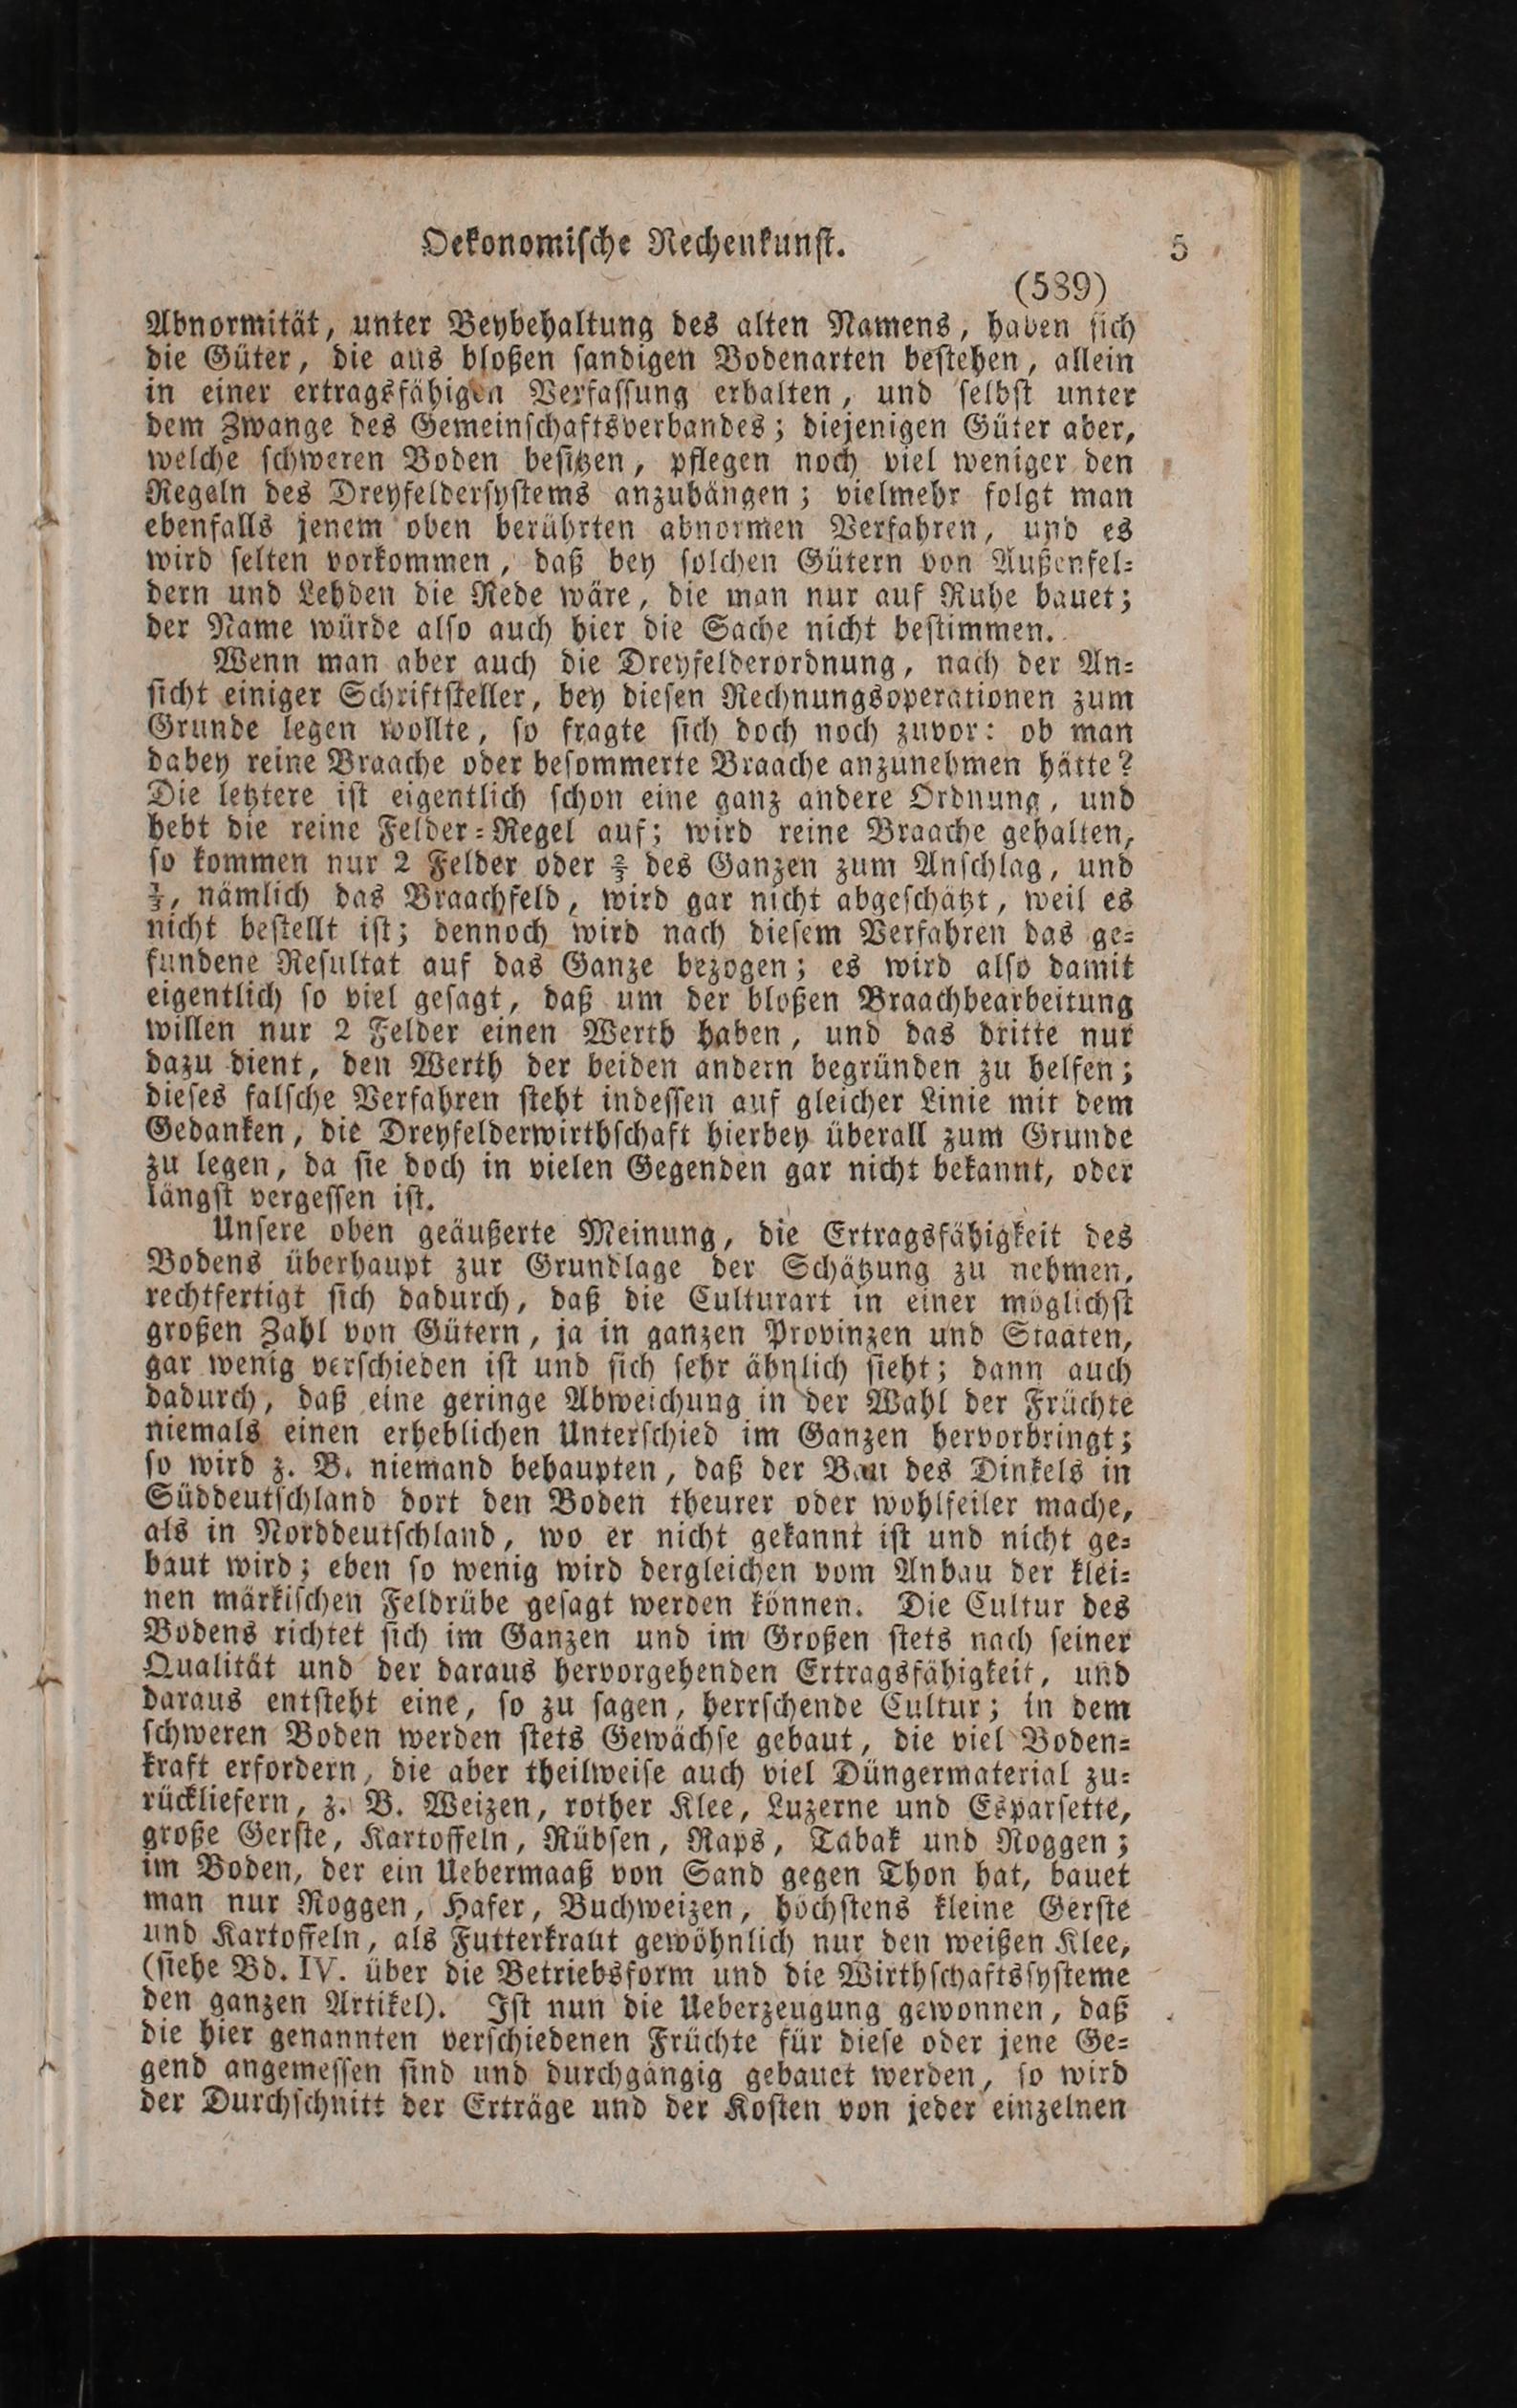 Oekonomische Rechenkunst. 5
(589)
Abnormität, unter Beybehaltung des alten Namens, haben sich
die Güter, die aus bloßen sandigen Bodenarten bestehen, allein
in einer ertragsfähigen Verfassung erhalten, und selbst unter
dem Zwange des Gemeinschaftsverbandes; diejenigen Güter aber,
welche schweren Boden besitzen, pflegen noch viel weniger den
Regeln des Dreyfeldersystems anzuhängen; vielmehr folgt man
ebenfalls jenem oben berührten abnormen Verfahren, und es
wird selten vorkommen, daß bey solchen Gütern von Außenfel-
dern und Lehden die Rede wäre, die man nur auf Ruhe bauet;
der Name würde also auch hier die Sache nicht bestimmen.
Wenn man aber auch die Dreyfelderordnung, nach der An-
sicht einiger Schriftsteller, bey diesen Rechnungsoperationen zum
Grunde legen wollte, so fragte sich doch noch zuvor: ob man
dabey reine Braache oder besommerte Braache anzunehmen hätte?
Die letztere ist eigentlich schon eine ganz andere Ordnung, und
hebt die reine Felder-Regel auf; wird reine Braache gehalten,
so kommen nur 2 Felder oder ⅔ des Ganzen zum Anschlag, und
⅓, nämlich das Braachfeld, wird gar nicht abgeschätzt, weil es
nicht bestellt ist; dennoch wird nach diesem Verfahren das ge-
fundene Resultat auf das Ganze bezogen; es wird also damit
eigentlich so viel gesagt, daß um der bloßen Braachbearbeitung
willen nur 2 Felder einen Werth haben, und das dritte nur
dazu dient, den Werth der beiden andern begründen zu helfen;
dieses falsche Verfahren steht indessen auf gleicher Linie mit dem
Gedanken, die Dreyfelderwirthschaft hierbey überall zum Grunde
zu legen, da sie doch in vielen Gegenden gar nicht bekannt, oder
längst vergessen ist.
Unsere oben geäußerte Meinung, die Ertragsfähigkeit des
Bodens überhaupt zur Grundlage der Schätzung zu nehmen,
rechtfertigt sich dadurch, daß die Culturart in einer möglichst
großen Zahl von Gütern, ja in ganzen Provinzen und Staaten,
gar wenig verschieden ist und sich sehr ähnlich sieht; dann auch
dadurch, daß eine geringe Abweichung in der Wahl der Früchte
niemals einen erheblichen Unterschied im Ganzen hervorbringt;
so wird z. B. niemand behaupten, daß der Bau des Dinkels in
Süddeutschland dort den Boden theurer oder wohlfeiler mache,
als in Norddeutschland, wo er nicht gekannt ist und nicht ge-
baut wird; eben so wenig wird dergleichen vom Anbau der klei-
nen märkischen Feldrübe gesagt werden können. Die Cultur des
Bodens richtet sich im Ganzen und im Großen stets nach seiner
Qualität und der daraus hervorgehenden Ertragsfähigkeit, und
daraus entsteht eine, so zu sagen, herrschende Cultur; in dem
schweren Boden werden stets Gewächse gebaut, die viel Boden-
kraft erfordern, die aber theilweise auch viel Düngermaterial zu-
rückliefern, z. B. Weizen, rother Klee, Luzerne und Esparsette,
große Gerste, Kartoffeln, Rübsen, Raps, Tabak und Roggen;
im Boden, der ein Uebermaaß von Sand gegen Thon hat, bauet
man nur Roggen, Hafer, Buchweizen, höchstens kleine Gerste
und Kartoffeln, als Futterkraut gewöhnlich nur den weißen Klee,
(siehe Bd. IV. über die Betriebsform und die Wirthschaftssysteme
den ganzen Artikel). Ist nun die Ueberzeugung gewonnen, daß
die hier genannten verschiedenen Früchte für diese oder jene Ge-
gend angemessen sind und durchgängig gebauet werden, so wird
der Durchschnitt der Erträge und der Kosten von jeder einzelnen